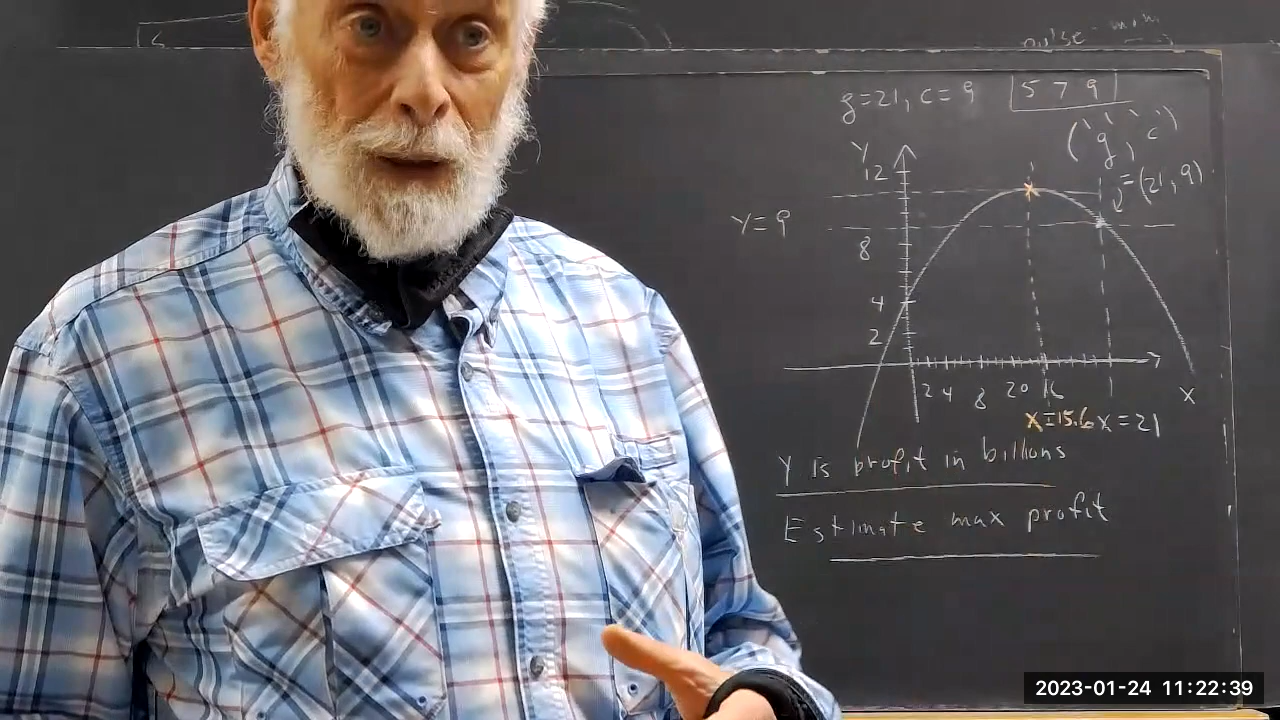 g=21, c=9 5 7 9
('g', 'c')
Y
12
v=(21, 9)
Y=9
8
4
2
2 4 8 20 16
X
x=15.6 x=21
Y is profit in billions
Estimate max profit
2023-01-24 11:22:39